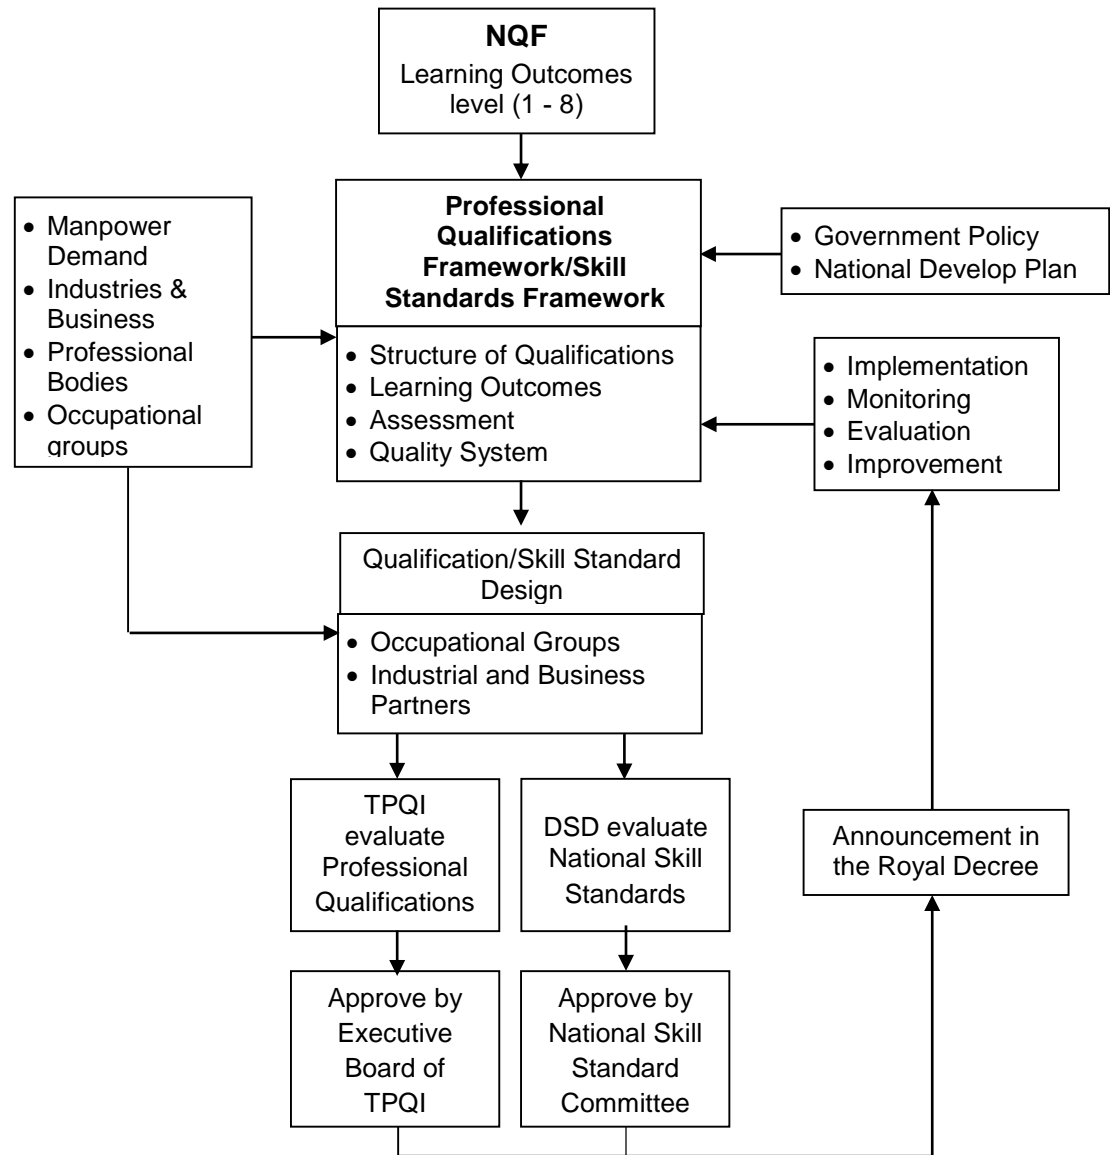 NQF
Learning Outcomes
level (1 - 8)
• Manpower
Demand
• Industries &
Business
• Professional
Bodies
• Occupational
groups
Professional
Qualifications
Framework/Skill
Standards Framework
• Structure of Qualifications
• Learning Outcomes
• Assessment
• Quality System
• Government Policy
• National Develop Plan
• Implementation
• Monitoring
• Evaluation
• Improvement
Qualification/Skill Standard
Design
• Occupational Groups
• Industrial and Business
Partners
TPQI
evaluate
Professional
Qualifications
DSD evaluate
National Skill
Standards
Announcement in
the Royal Decree
Approve by
Executive
Board of
TPQI
Approve by
National Skill
Standard
Committee